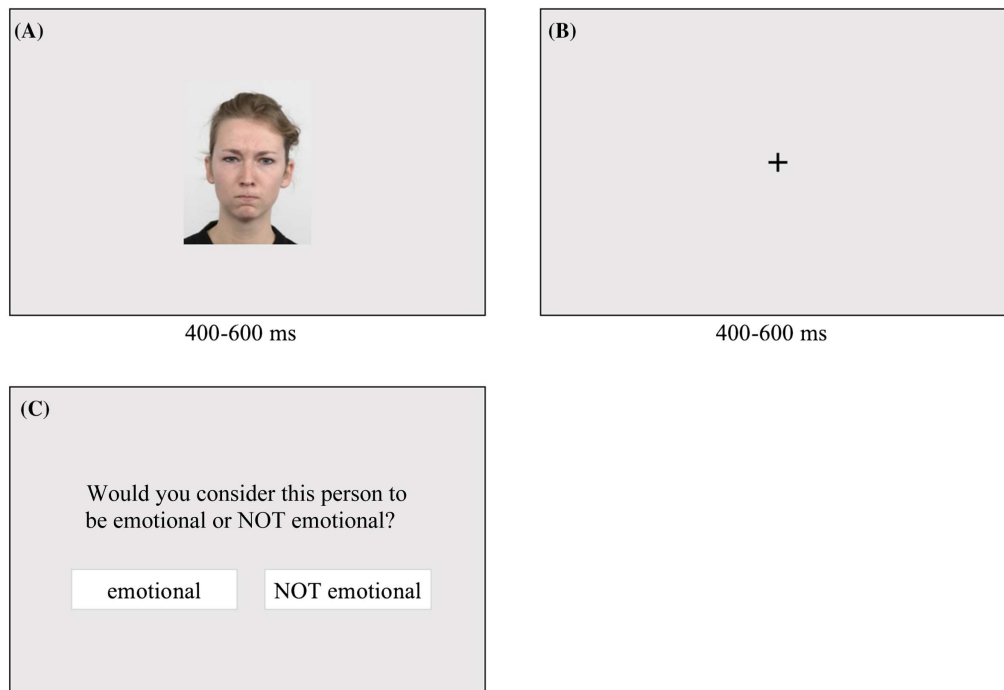 (A)
400-600 ms
(B)
+
400-600 ms
(C)
Would you consider this person to
be emotional or NOT emotional?
emotional
NOT emotional